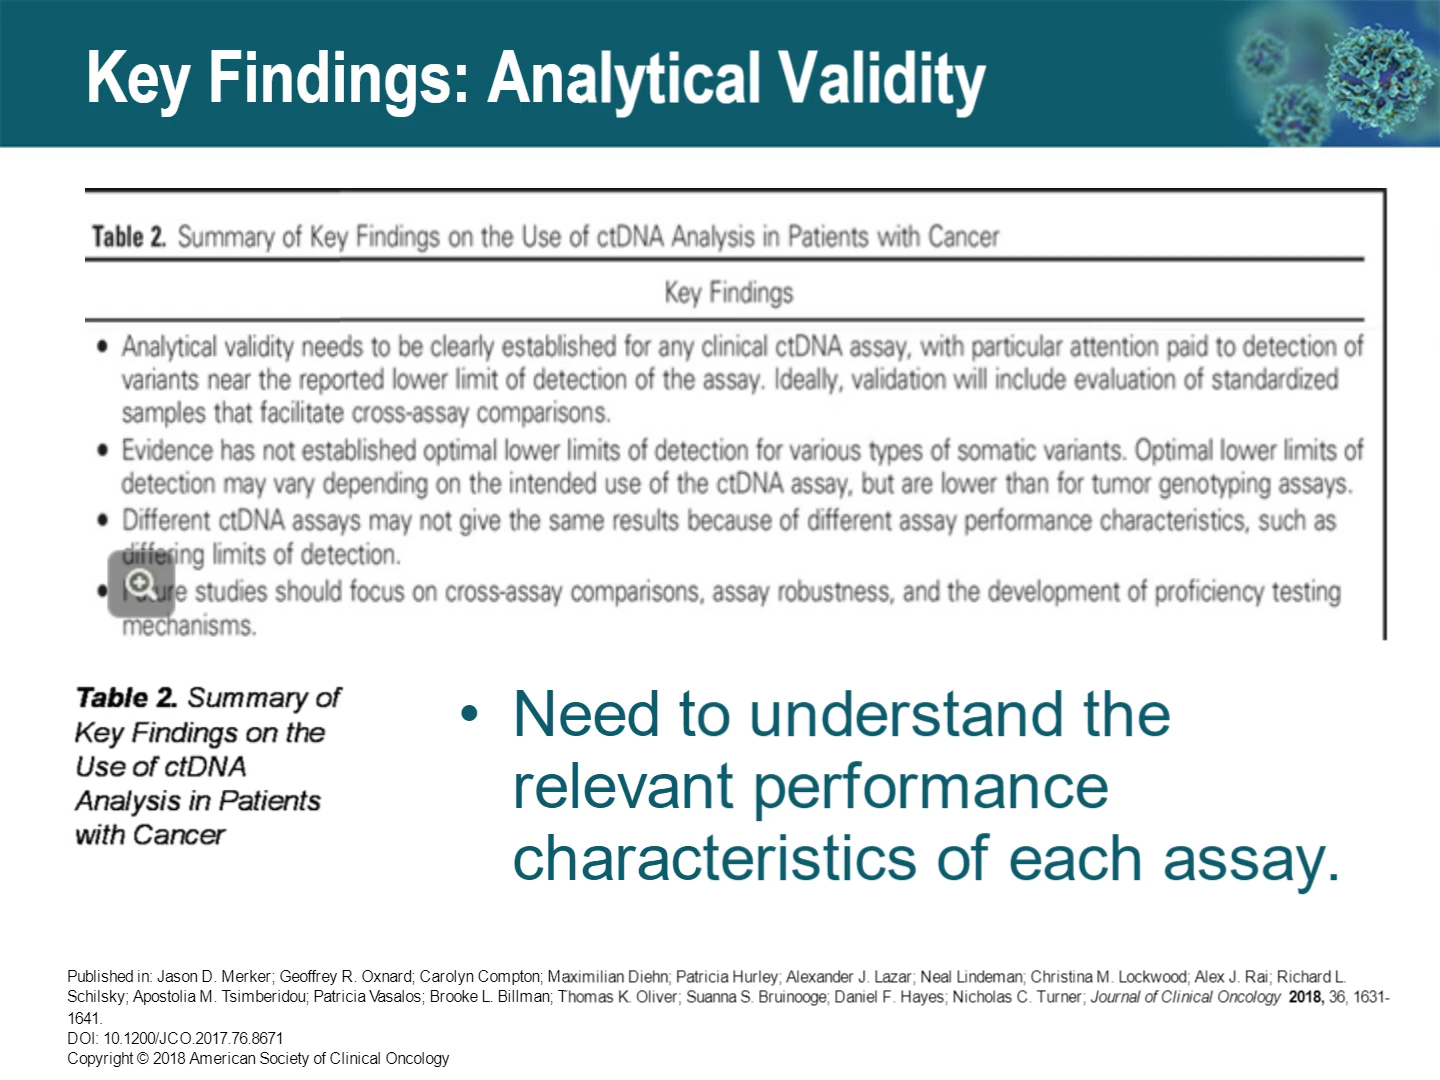 Key Findings: Analytical Validity
Table 2. Summary of Key Findings on the Use of ctDNA Analysis in Patients with Cancer
Key Findings
• Analytical validity needs to be clearly established for any clinical ctDNA assay, with particular attention paid to detection of
variants near the reported lower limit of detection of the assay. Ideally, validation will include evaluation of standardized
samples that facilitate cross-assay comparisons.
• Evidence has not established optimal lower limits of detection for various types of somatic variants. Optimal lower limits of
detection may vary depending on the intended use of the ctDNA assay, but are lower than for tumor genotyping assays.
• Different ctDNA assays may not give the same results because of different assay performance characteristics, such as
differing limits of detection.
• Future studies should focus on cross-assay comparisons, assay robustness, and the development of proficiency testing
mechanisms.
Table 2. Summary of
Key Findings on the
Use of ctDNA
Analysis in Patients
with Cancer
• Need to understand the
relevant performance
characteristics of each assay.
Published in: Jason D. Merker; Geoffrey R. Oxnard; Carolyn Compton; Maximilian Diehn; Patricia Hurley; Alexander J. Lazar; Neal Lindeman; Christina M. Lockwood; Alex J. Rai; Richard L.
Schilsky; Apostolia M. Tsimberidou; Patricia Vasalos; Brooke L. Billman; Thomas K. Oliver; Suanna S. Bruinooge; Daniel F. Hayes; Nicholas C. Turner; Journal of Clinical Oncology 2018, 36, 1631-
1641.
DOI: 10.1200/JCO.2017.76.8671
Copyright © 2018 American Society of Clinical Oncology